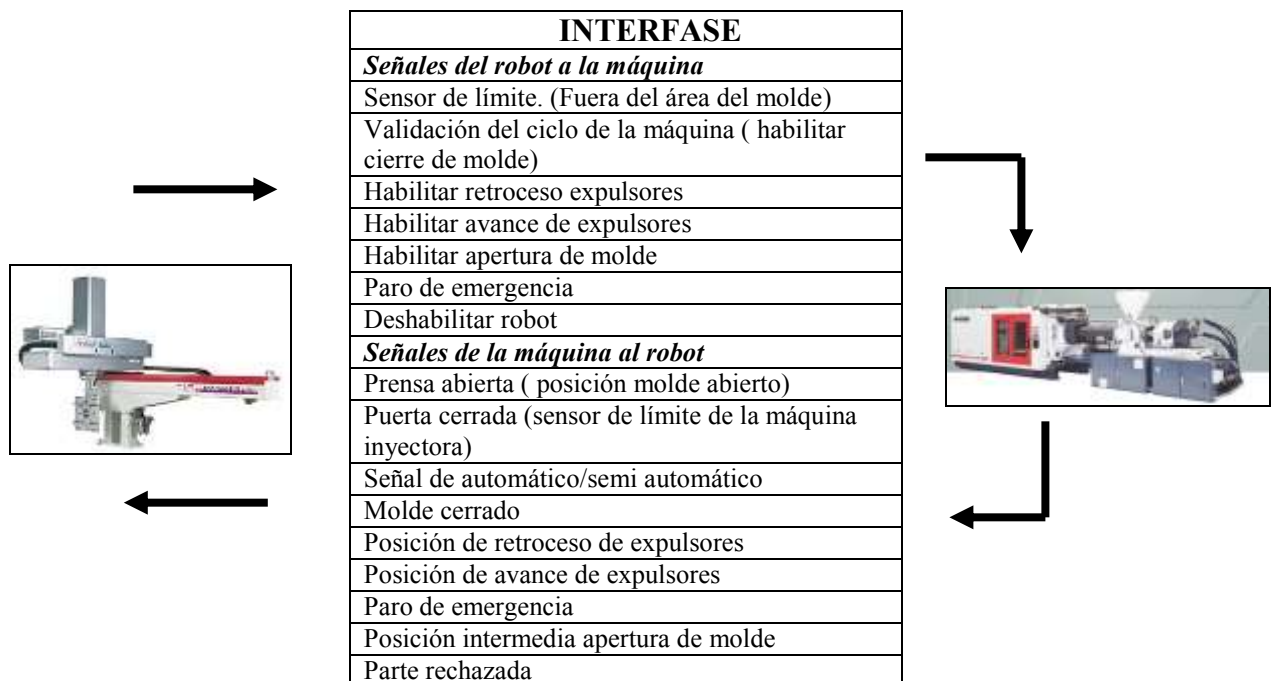 INTERFASE
Señales del robot a la máquina
Sensor de límite. (Fuera del área del molde)
Validación del ciclo de la máquina ( habilitar
cierre de molde)
Habilitar retroceso expulsores
Habilitar avance de expulsores
Habilitar apertura de molde
Paro de emergencia
Deshabilitar robot
Señales de la máquina al robot
Prensa abierta ( posición molde abierto)
Puerta cerrada (sensor de límite de la máquina
inyectora)
Señal de automático/semi automático
Molde cerrado
Posición de retroceso de expulsores
Posición de avance de expulsores
Paro de emergencia
Posición intermedia apertura de molde
Parte rechazada